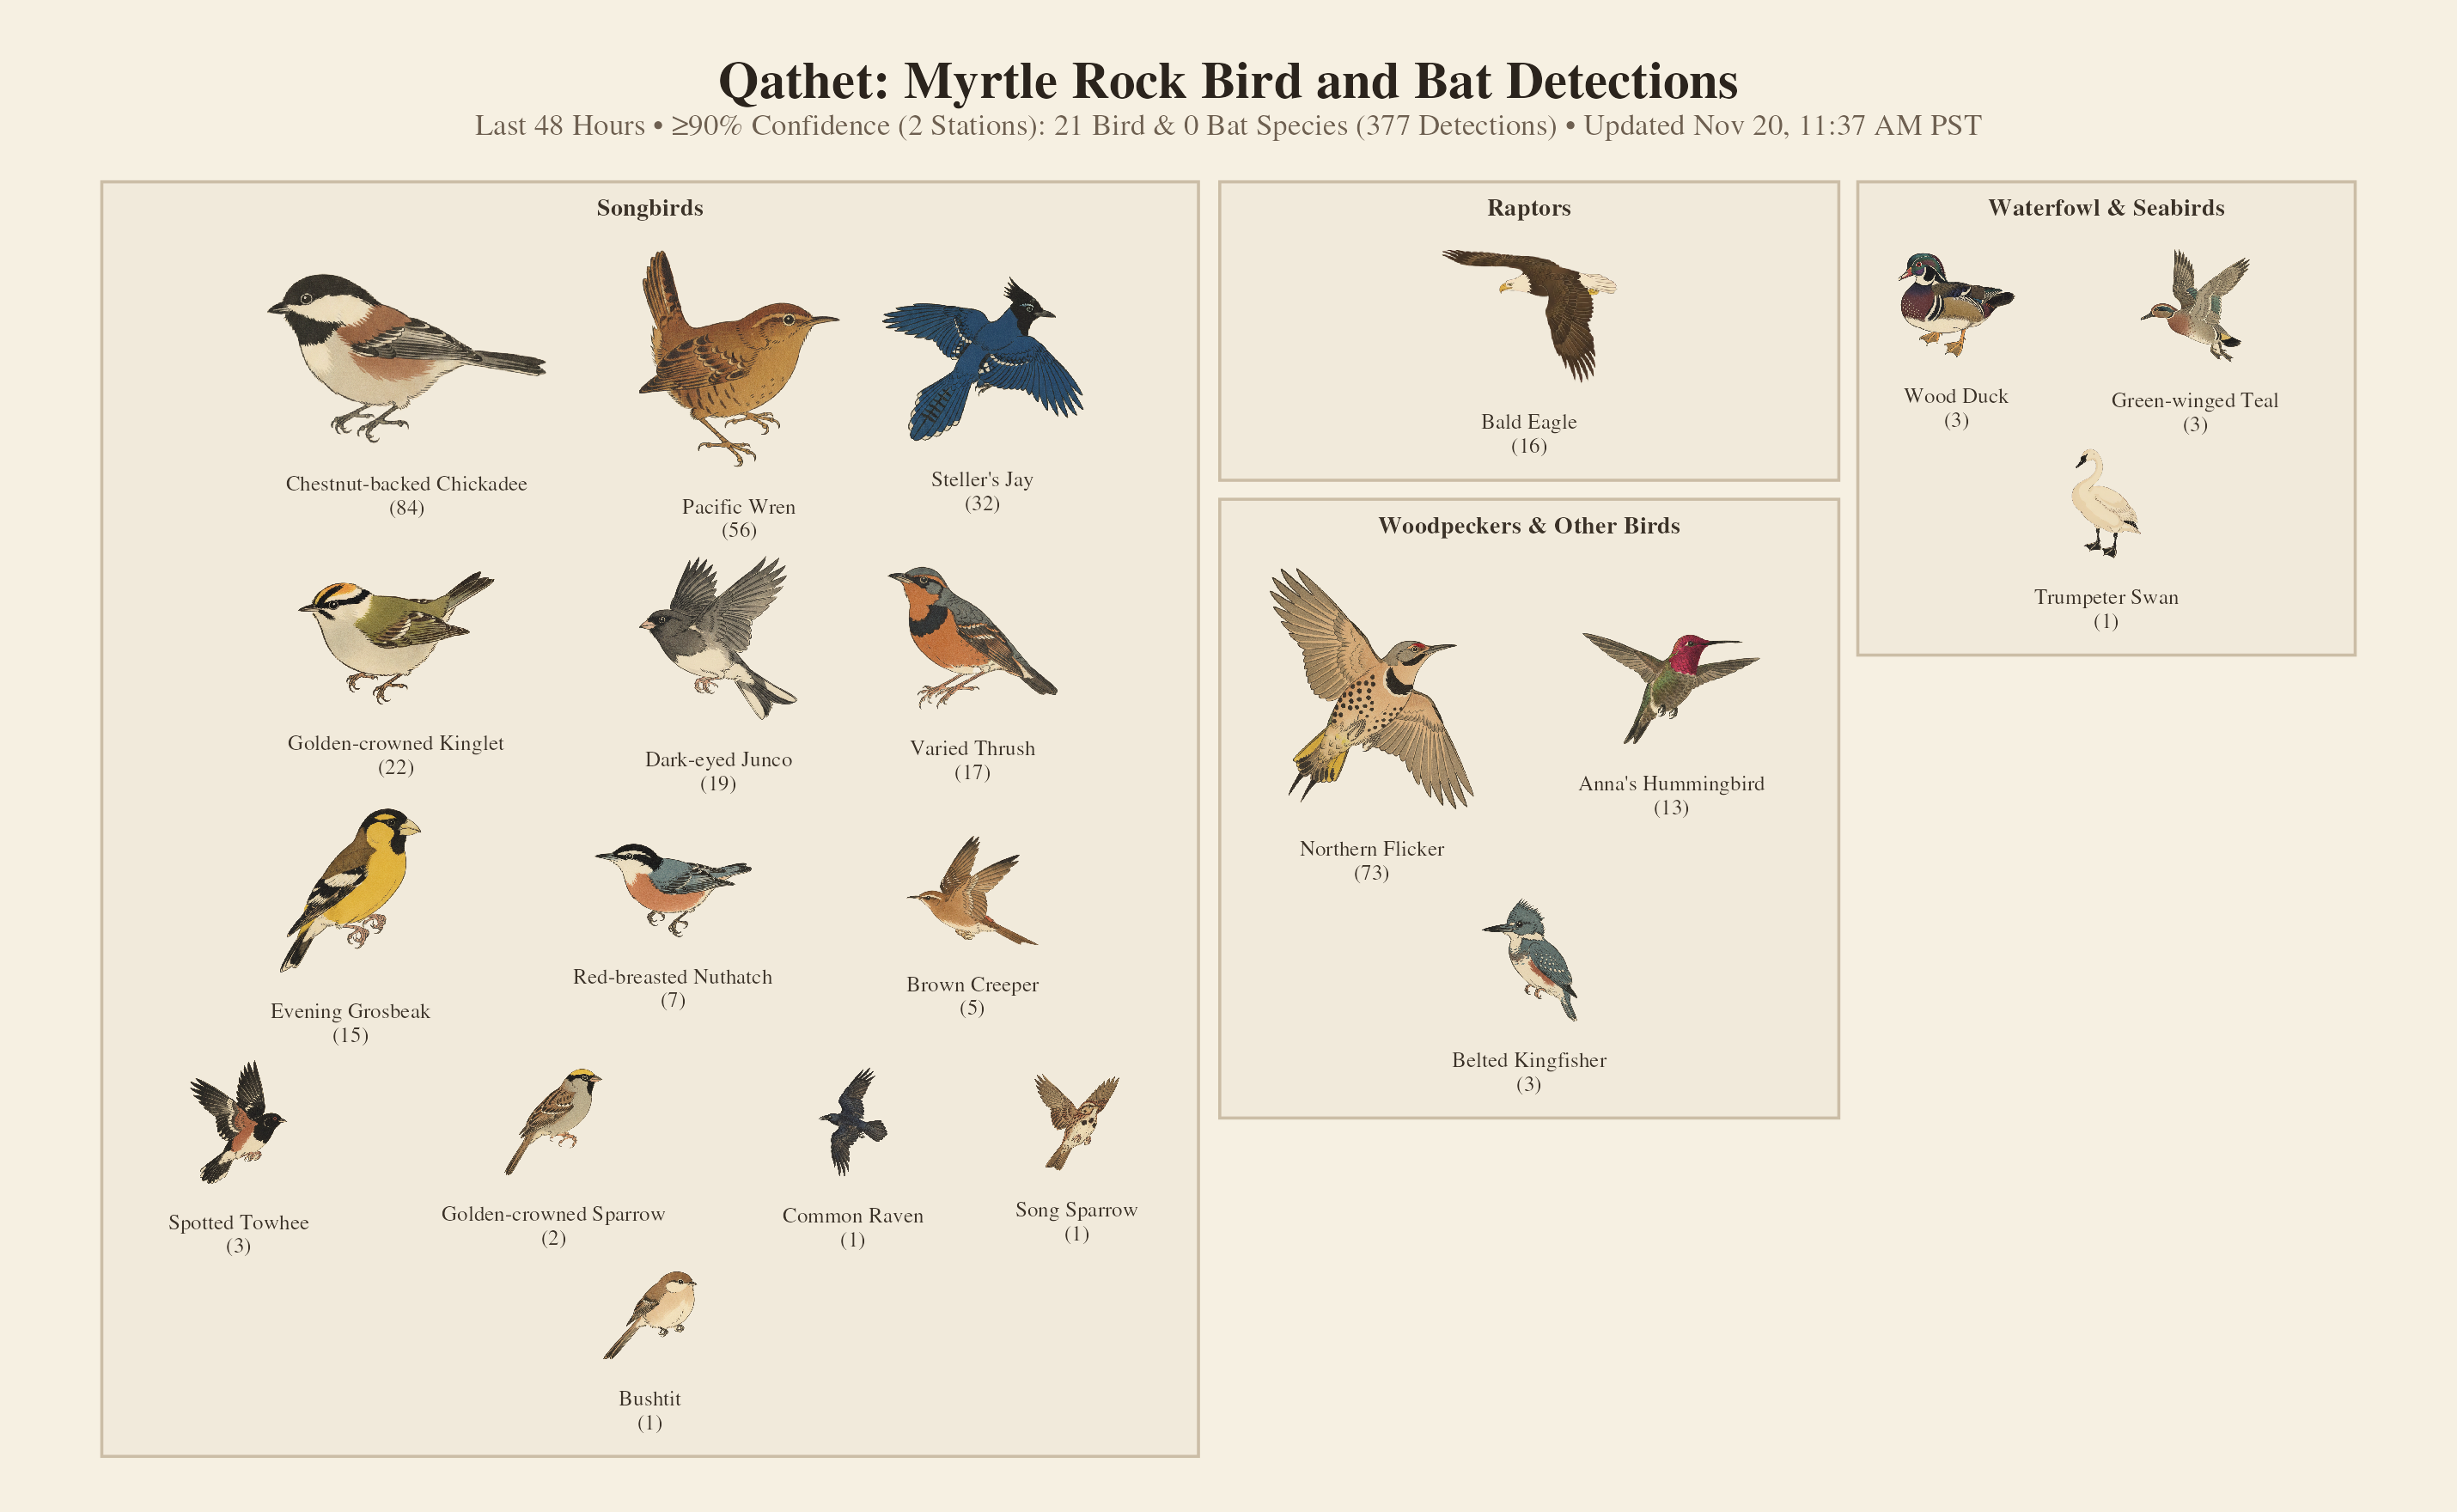 Qathet: Myrtle Rock Bird and Bat Detections
Last 48 Hours • ≥90% Confidence (2 Stations): 21 Bird & 0 Bat Species (377 Detections) • Updated Nov 20, 11:37 AM PST
Songbirds
Chestnut-backed Chickadee
(84)
Pacific Wren
(56)
Steller's Jay
(32)
Golden-crowned Kinglet
(22)
Dark-eyed Junco
(19)
Varied Thrush
(17)
Evening Grosbeak
(15)
Red-breasted Nuthatch
(7)
Brown Creeper
(5)
Spotted Towhee
(3)
Golden-crowned Sparrow
(2)
Common Raven
(1)
Song Sparrow
(1)
Bushtit
(1)
Raptors
Bald Eagle
(16)
Woodpeckers & Other Birds
Northern Flicker
(73)
Anna's Hummingbird
(13)
Belted Kingfisher
(3)
Waterfowl & Seabirds
Wood Duck
(3)
Green-winged Teal
(3)
Trumpeter Swan
(1)